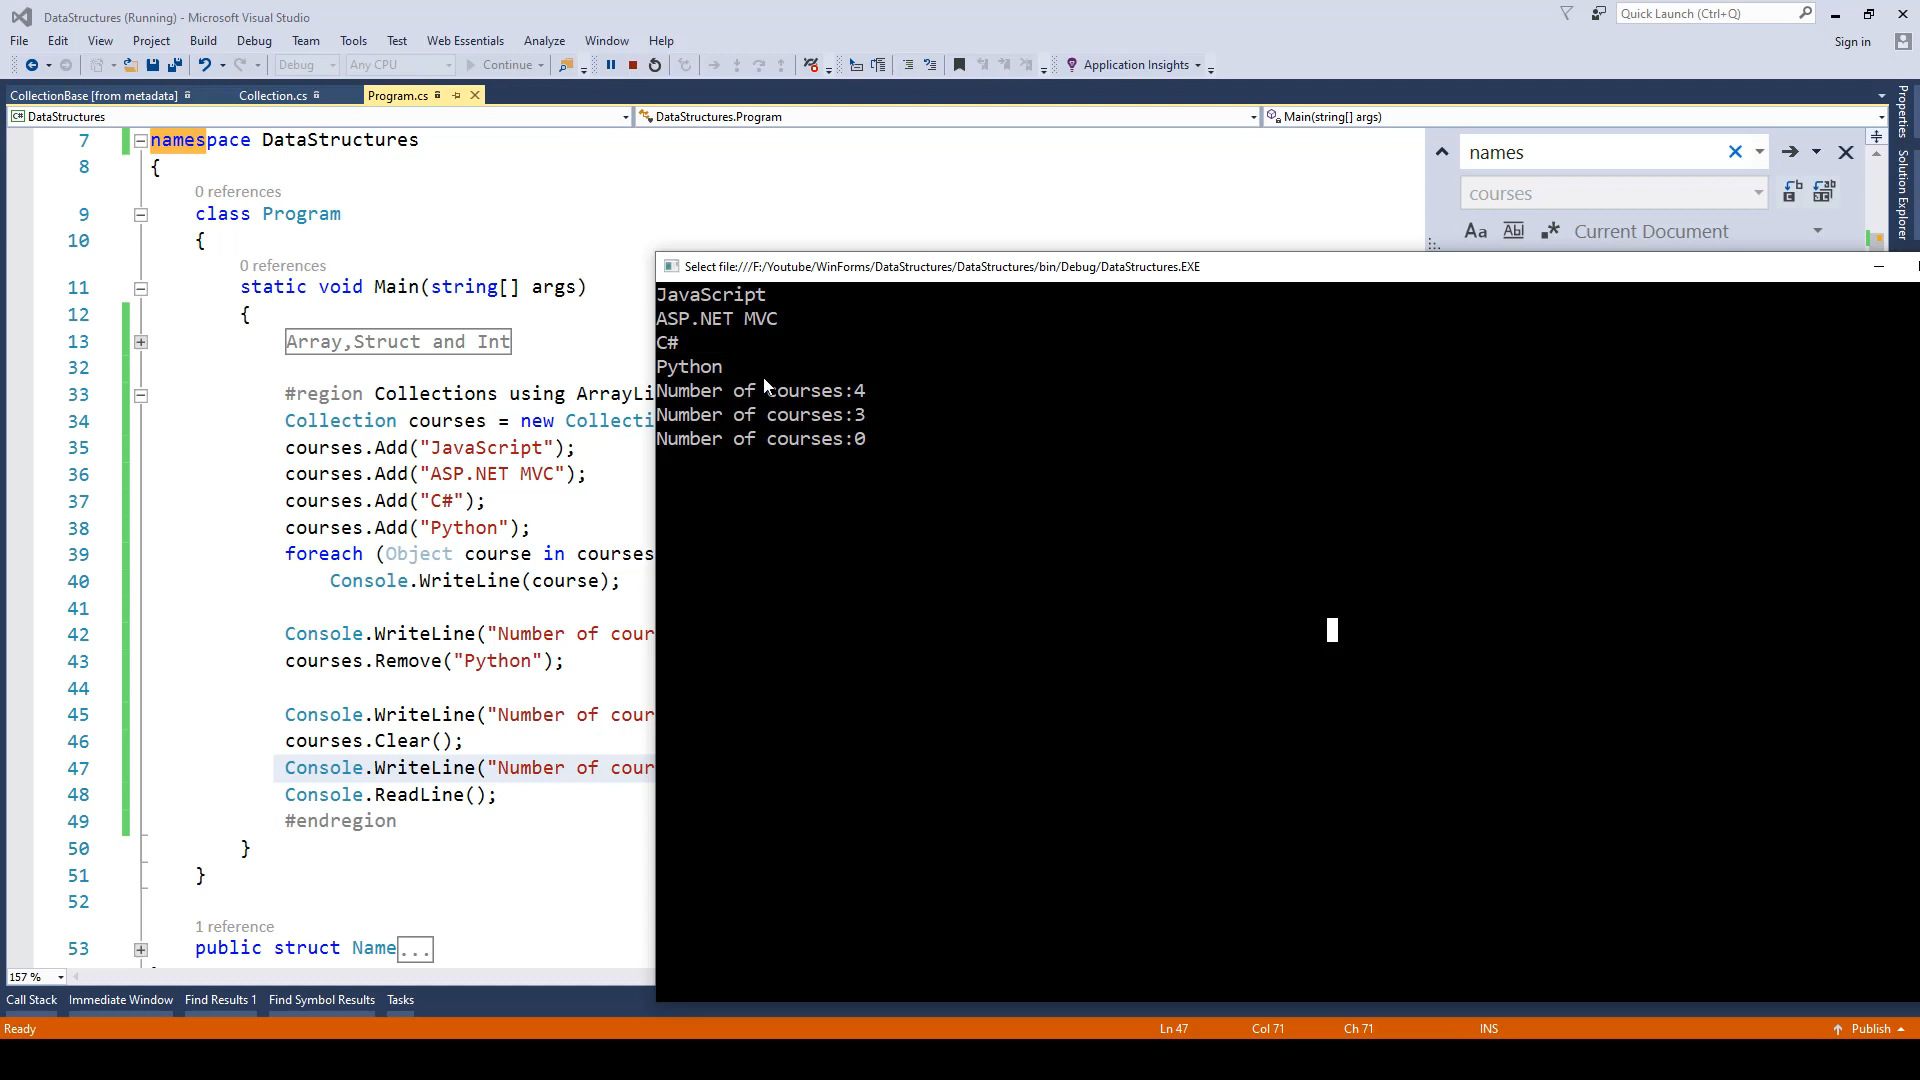 DataStructures (Running) - Microsoft Visual Studio
Quick Launch (Ctrl+Q)
File Edit View Project Build Debug Team Tools Test Web Essentials Analyze Window Help
Sign in
Debug Any CPU Continue Application Insights
CollectionBase [from metadata] Collection.cs Program.cs
C# DataStructures DataStructures.Program Main(string[] args)
Properties
Solution Explorer
names
courses
Aa Abl Current Document
7 namespace DataStructures
8 {
0 references
9 class Program
10 {
0 references
11 static void Main(string[] args)
12 {
13 Array,Struct and Int
32
33 #region Collections using ArrayLi
34 Collection courses = new Collecti
35 courses.Add("JavaScript");
36 courses.Add("ASP.NET MVC");
37 courses.Add("C#");
38 courses.Add("Python");
39 foreach (Object course in courses
40 Console.WriteLine(course);
41
42 Console.WriteLine("Number of cour
43 courses.Remove("Python");
44
45 Console.WriteLine("Number of cour
46 courses.Clear();
47 Console.WriteLine("Number of cour
48 Console.ReadLine();
49 #endregion
50 }
51 }
52
1 reference
53 public struct Name...
Select file:///F:/Youtube/WinForms/DataStructures/DataStructures/bin/Debug/DataStructures.EXE
JavaScript
ASP.NET MVC
C#
Python
Number of courses:4
Number of courses:3
Number of courses:0
157 %
Call Stack Immediate Window Find Results 1 Find Symbol Results Tasks
Ready Ln 47 Col 71 Ch 71 INS Publish